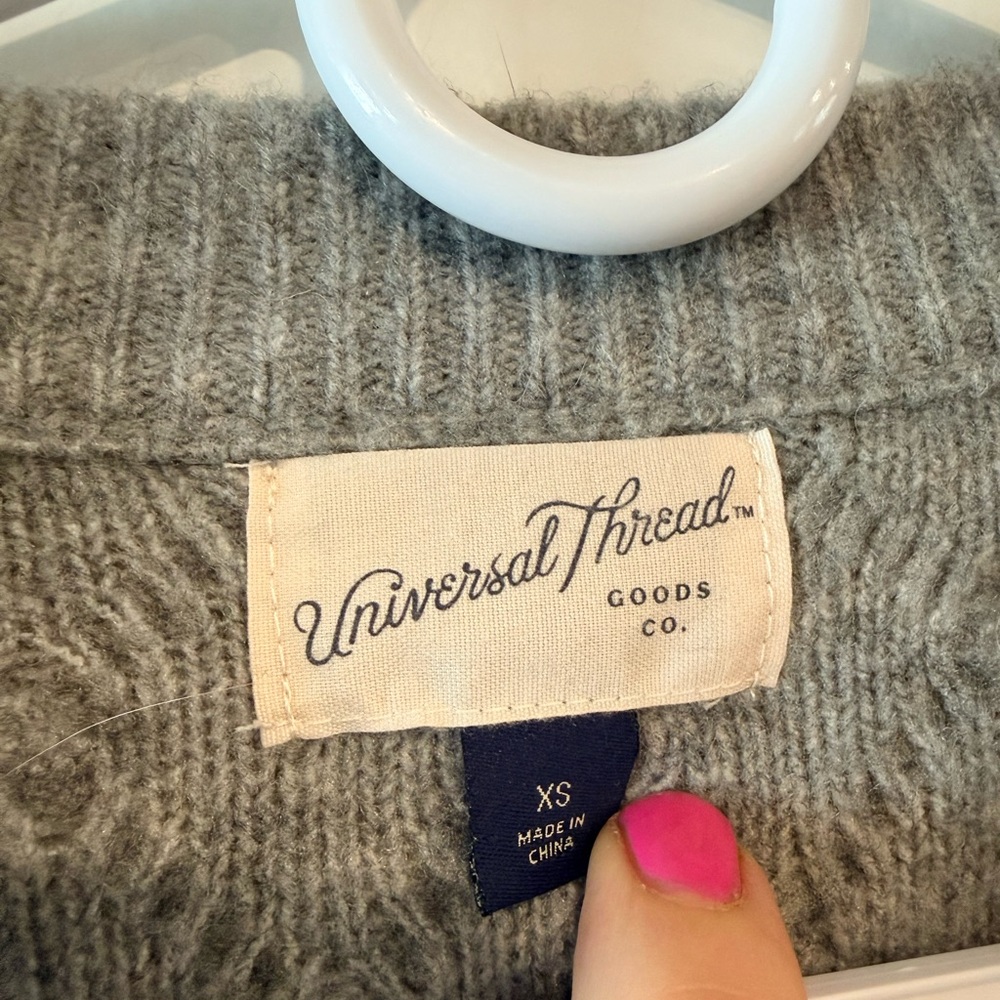 Universal Thread™
GOODS
CO.
XS
MADE IN
CHINA